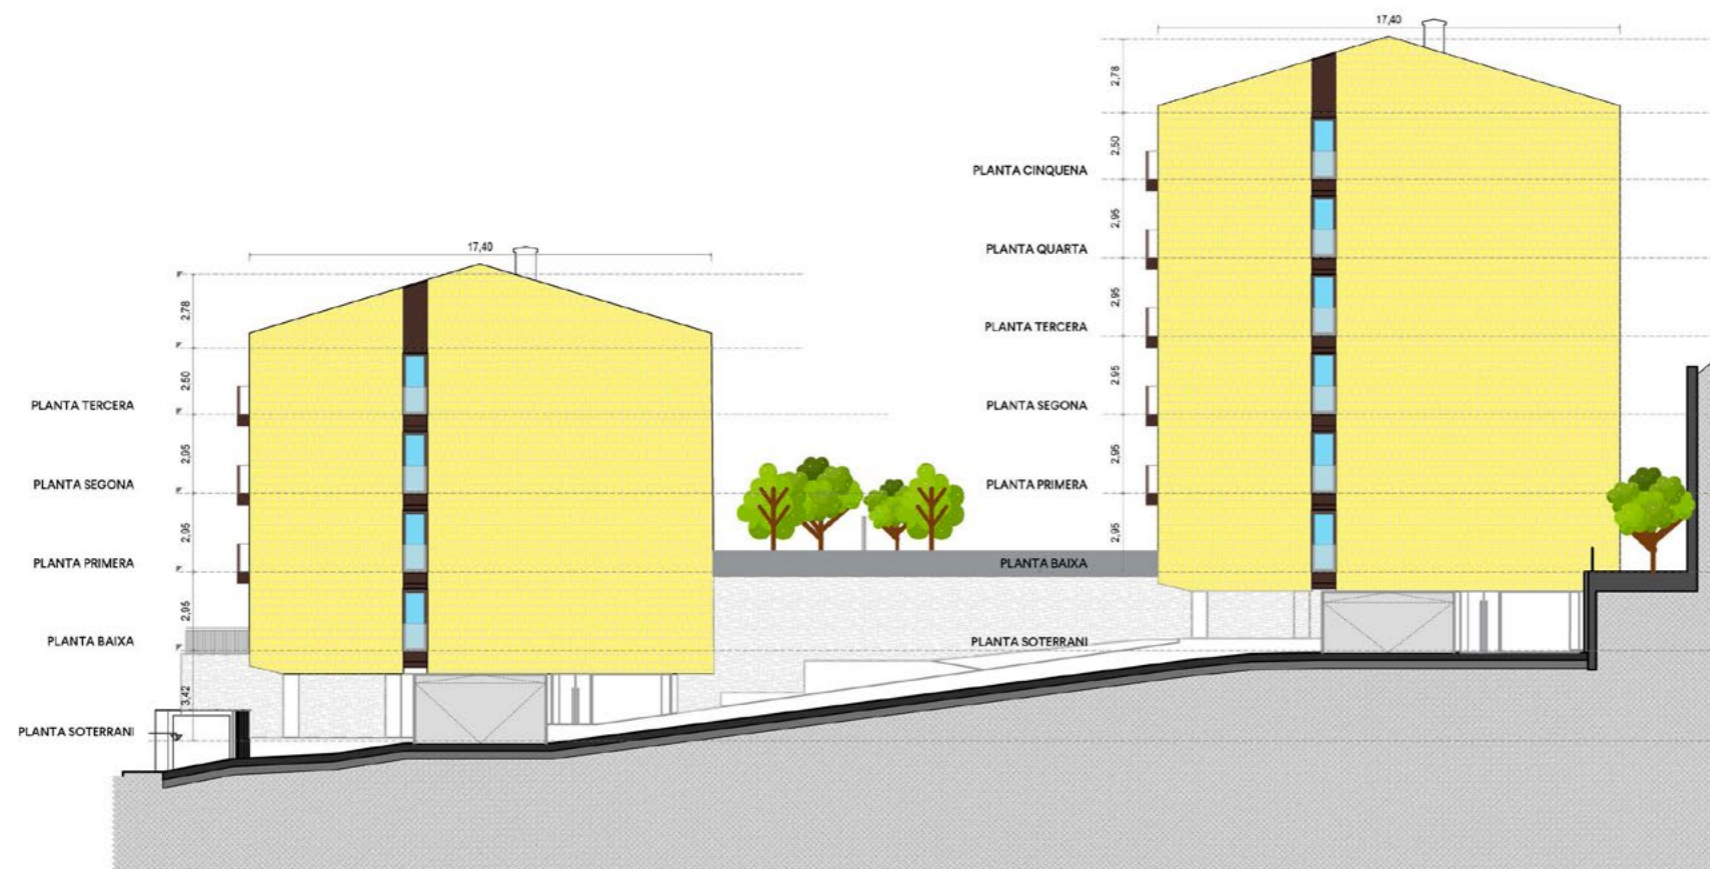 17,40
2,78
2,50
PLANTA CINQUENA
2,95
PLANTA QUARTA
2,95
PLANTA TERCERA
2,95
PLANTA SEGONA
2,95
PLANTA PRIMERA
2,95
PLANTA BAIXA
PLANTA SOTERRANI
17,40
2,78
2,50
PLANTA TERCERA
2,95
PLANTA SEGONA
2,95
PLANTA PRIMERA
2,95
PLANTA BAIXA
3,42
PLANTA SOTERRANI